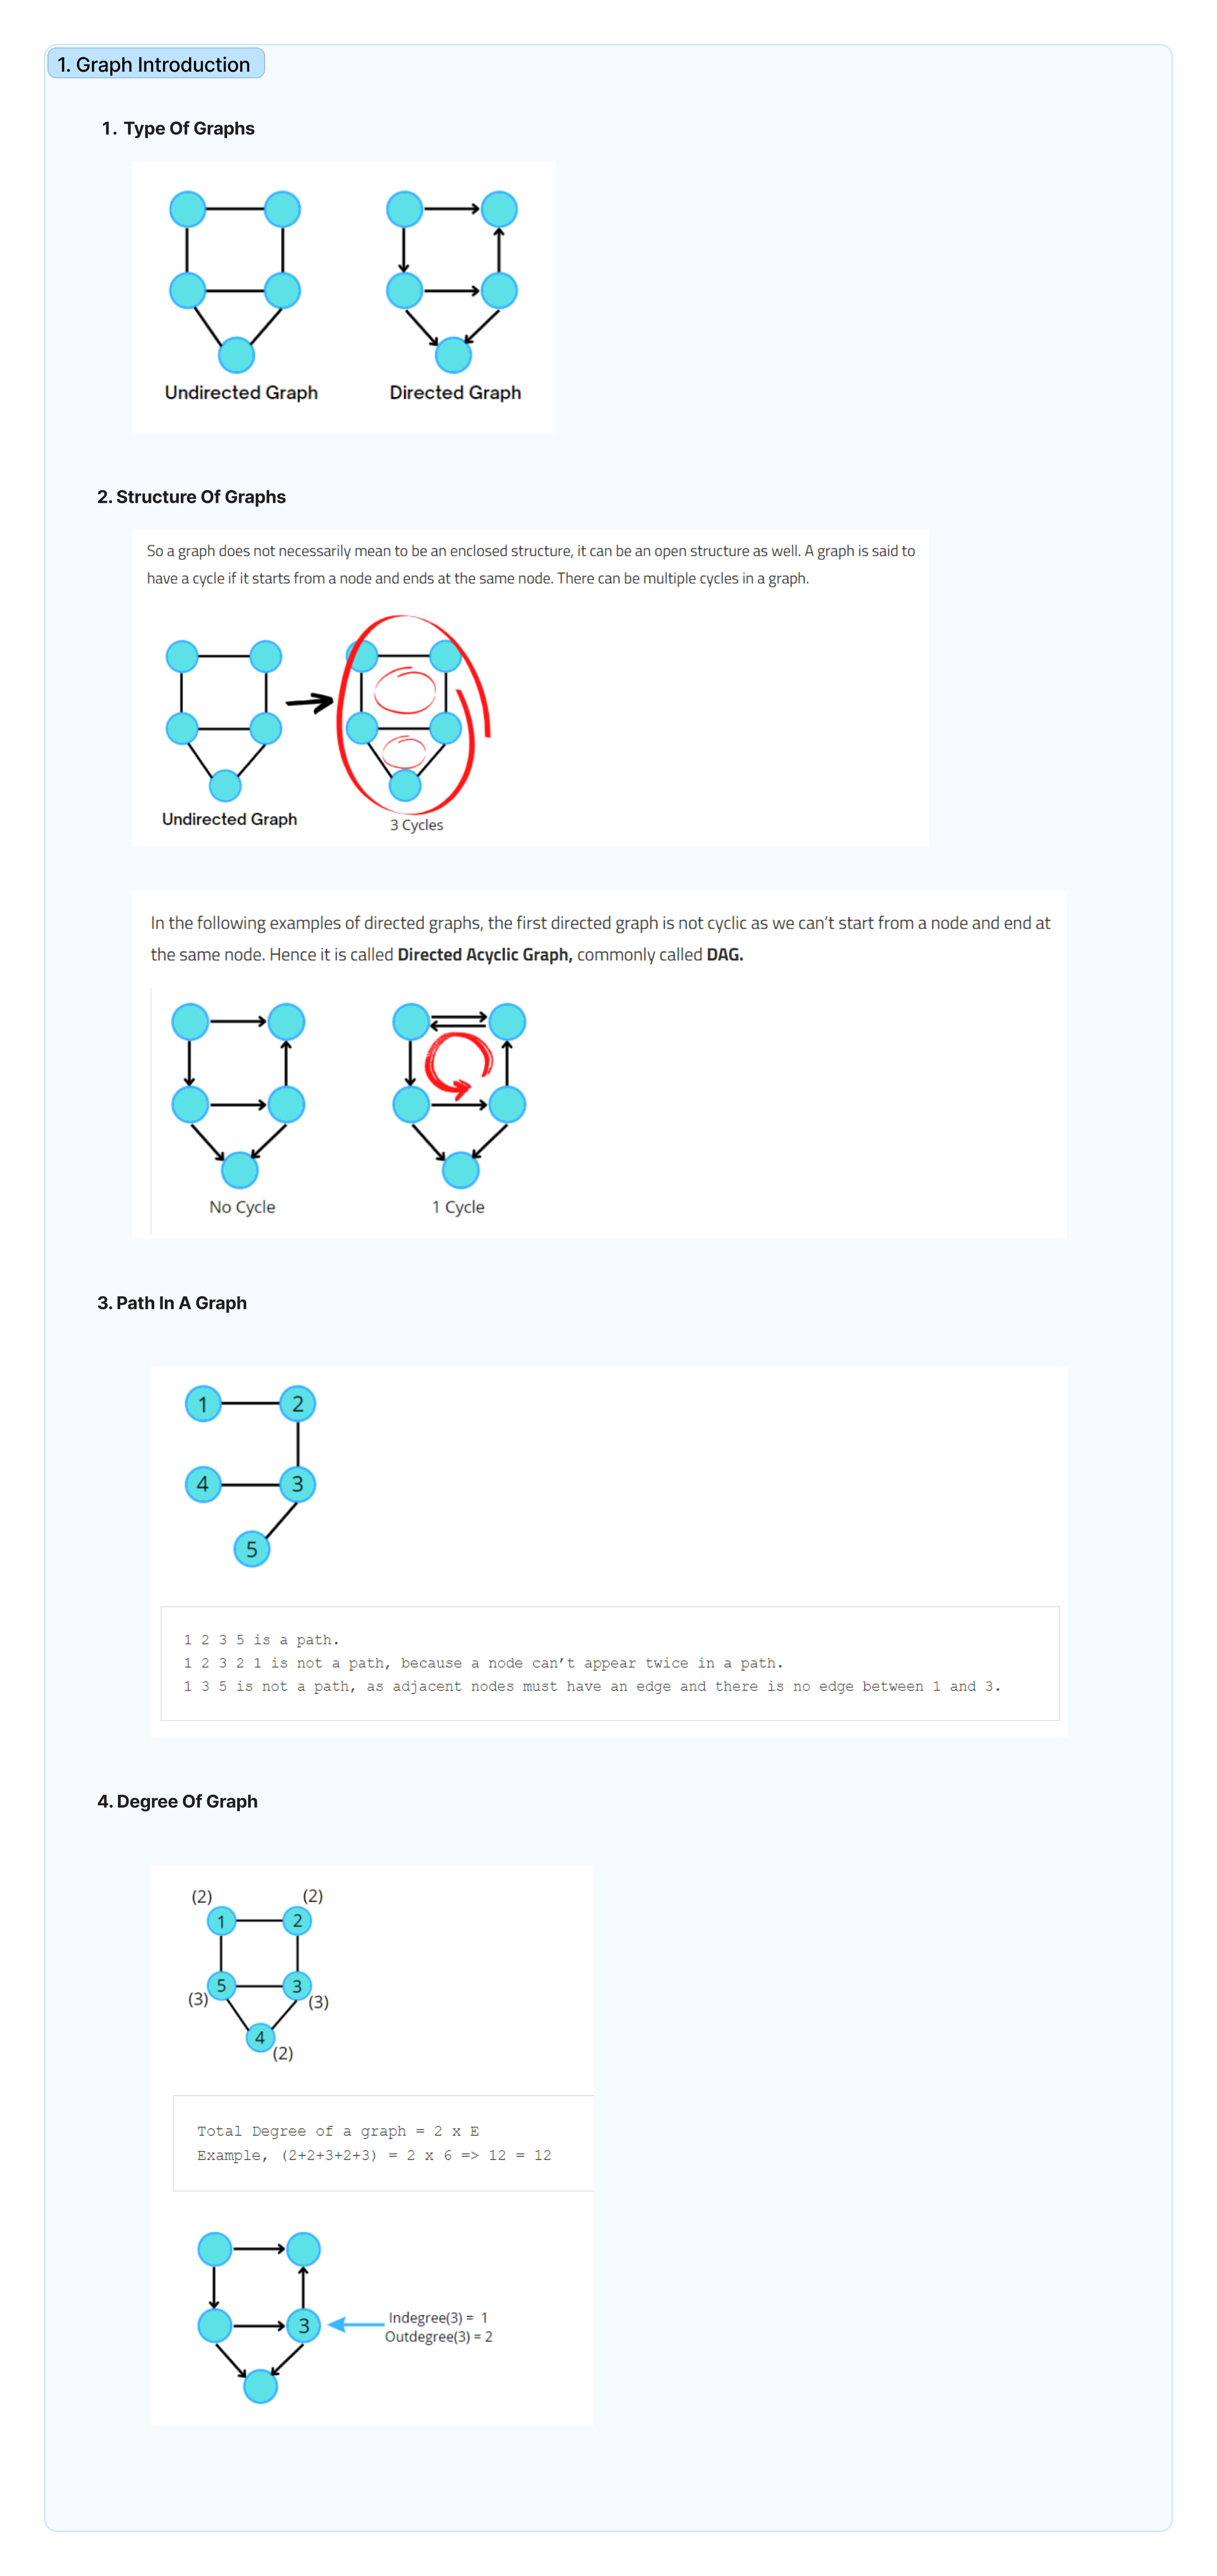 1. Graph Introduction
1. Type Of Graphs
Undirected Graph
Directed Graph
2. Structure Of Graphs
So a graph does not necessarily mean to be an enclosed structure, it can be an open structure as well. A graph is said to
have a cycle if it starts from a node and ends at the same node. There can be multiple cycles in a graph.
Undirected Graph
3 Cycles
In the following examples of directed graphs, the first directed graph is not cyclic as we can't start from a node and end at
the same node. Hence it is called Directed Acyclic Graph, commonly called DAG.
No Cycle
1 Cycle
3. Path In A Graph
1
2
4
3
5
1 2 3 5 is a path.
1 2 3 2 1 is not a path, because a node can't appear twice in a path.
1 3 5 is not a path, as adjacent nodes must have an edge and there is no edge between 1 and 3.
4. Degree Of Graph
(2)
(2)
1
2
5
3
(3)
(3)
4
(2)
Total Degree of a graph = 2 x E
Example, (2+2+3+2+3) = 2 x 6 => 12 = 12
3
Indegree(3) = 1
Outdegree(3) = 2